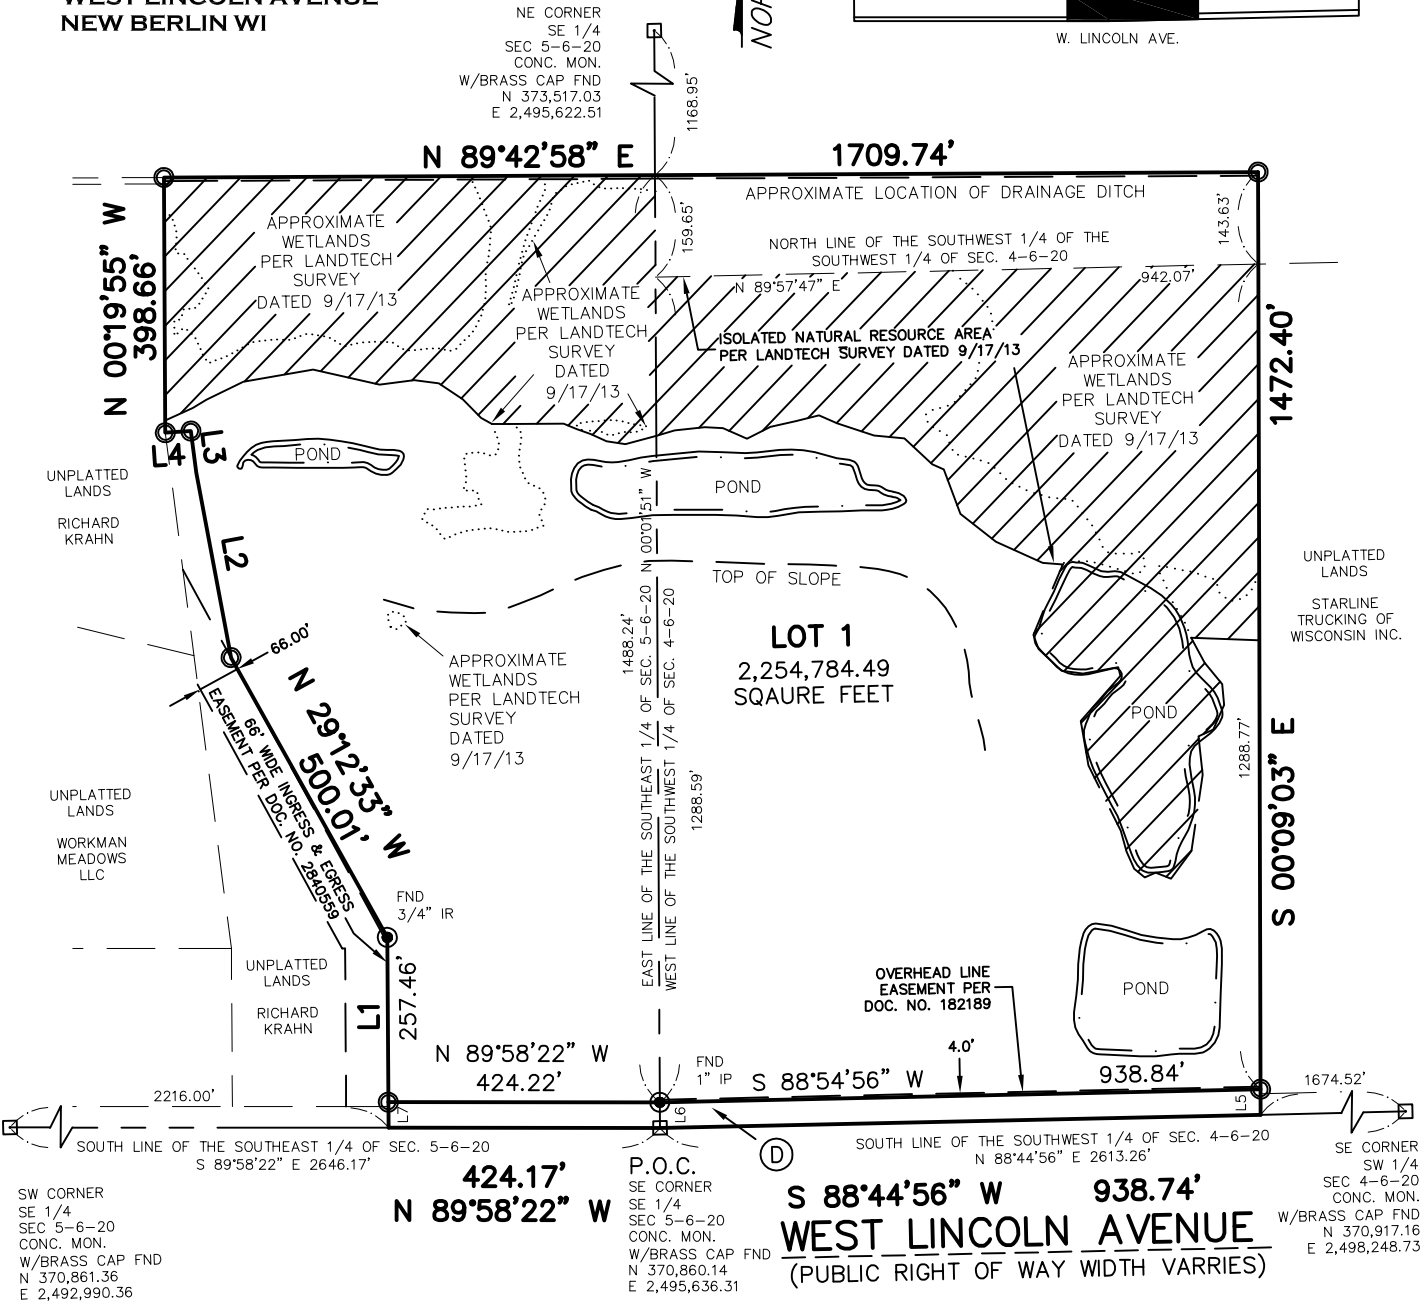 WEST LINCOLN AVENUE
NEW BERLIN WI
NE CORNER
SE 1/4
SEC 5-6-20
CONC. MON.
W/BRASS CAP FND
N 373,517.03
E 2,495,622.51
1168.95'
W. LINCOLN AVE.
N 89°42'58" E
1709.74'
APPROXIMATE LOCATION OF DRAINAGE DITCH
159.65'
143.63'
NORTH LINE OF THE SOUTHWEST 1/4 OF THE
SOUTHWEST 1/4 OF SEC. 4-6-20
N 89°57'47" E
942.07'
N 00°19'55" W
398.66'
APPROXIMATE
WETLANDS
PER LANDTECH
SURVEY
DATED 9/17/13
APPROXIMATE
WETLANDS
PER LANDTECH
SURVEY
DATED
9/17/13
ISOLATED NATURAL RESOURCE AREA
PER LANDTECH SURVEY DATED 9/17/13
APPROXIMATE
WETLANDS
PER LANDTECH
SURVEY
DATED 9/17/13
1472.40'
S 00°09'03" E
L4
L3
L2
POND
POND
UNPLATTED
LANDS
RICHARD
KRAHN
TOP OF SLOPE
LOT 1
2,254,784.49
SQAURE FEET
UNPLATTED
LANDS
STARLINE
TRUCKING OF
WISCONSIN INC.
66.00'
N 29°12'33" W
500.01'
66' WIDE INGRESS & EGRESS
EASEMENT PER DOC. NO. 2840559
APPROXIMATE
WETLANDS
PER LANDTECH
SURVEY
DATED
9/17/13
1488.24'
N 00°01'51" W
EAST LINE OF THE SOUTHEAST 1/4 OF SEC. 5-6-20
WEST LINE OF THE SOUTHWEST 1/4 OF SEC. 4-6-20
1288.59'
POND
1288.77'
UNPLATTED
LANDS
WORKMAN
MEADOWS
LLC
FND
3/4" IR
UNPLATTED
LANDS
RICHARD
KRAHN
L1
257.46'
OVERHEAD LINE
EASEMENT PER
DOC. NO. 182189
POND
N 89°58'22" W
424.22'
FND
1" IP
4.0'
S 88°54'56" W
938.84'
2216.00'
1674.52'
L6
L5
SOUTH LINE OF THE SOUTHEAST 1/4 OF SEC. 5-6-20
S 89°58'22" E 2646.17'
D
SOUTH LINE OF THE SOUTHWEST 1/4 OF SEC. 4-6-20
N 88°44'56" E 2613.26'
424.17'
N 89°58'22" W
P.O.C.
SE CORNER
SE 1/4
SEC 5-6-20
CONC. MON.
W/BRASS CAP FND
N 370,860.14
E 2,495,636.31
S 88°44'56" W
938.74'
WEST LINCOLN AVENUE
(PUBLIC RIGHT OF WAY WIDTH VARRIES)
SW CORNER
SE 1/4
SEC 5-6-20
CONC. MON.
W/BRASS CAP FND
N 370,861.36
E 2,492,990.36
SE CORNER
SW 1/4
SEC 4-6-20
CONC. MON.
W/BRASS CAP FND
N 370,917.16
E 2,498,248.73